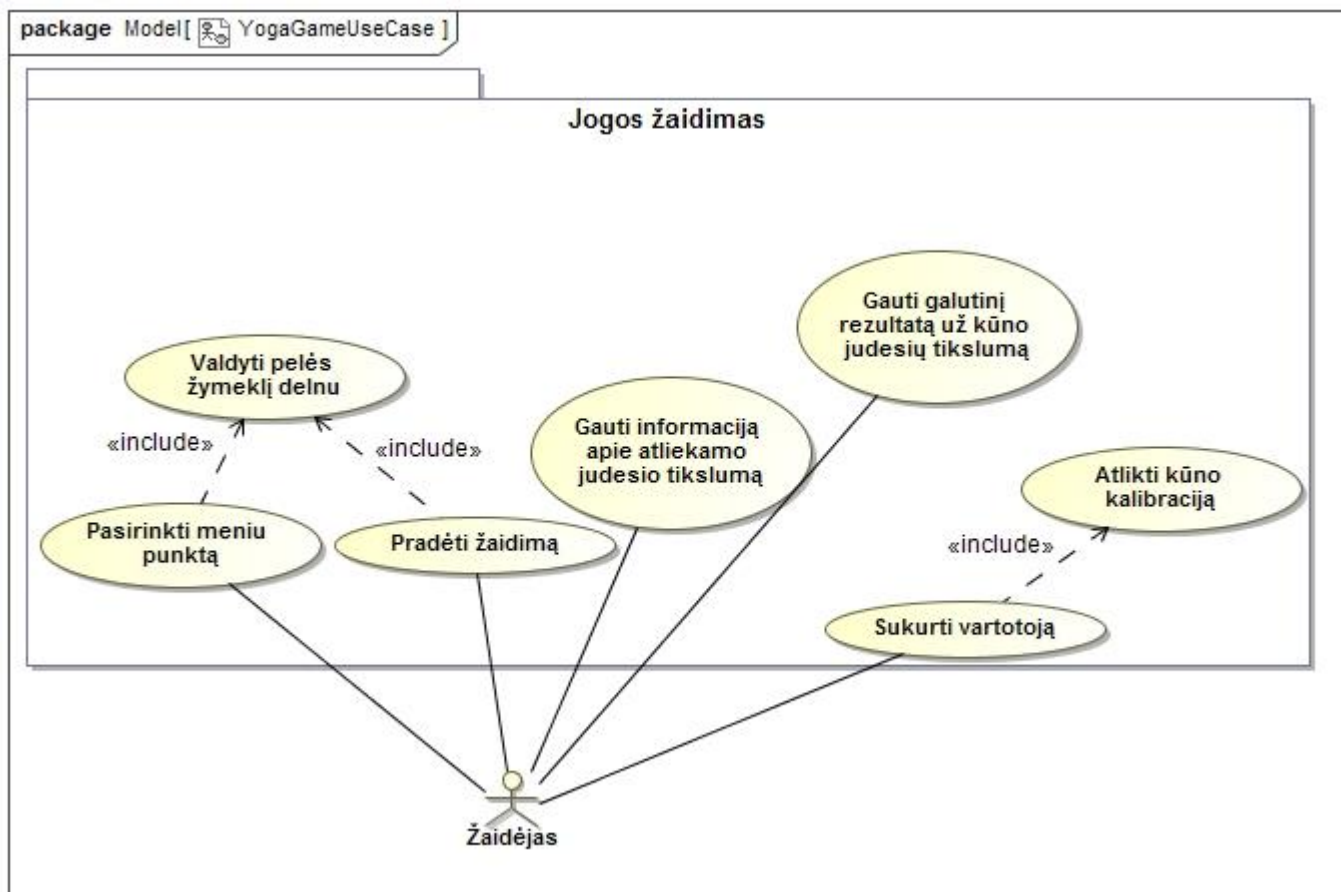 package Model[ YogaGameUseCase ]
Jogos žaidimas
Gauti galutinį
rezultatą už kūno
judesių tikslumą
Valdyti pelės
žymeklį delnu
Gauti informaciją
apie atliekamo
judesio tikslumą
«include»
«include»
Atlikti kūno
kalibraciją
Pasirinkti meniu
punktą
Pradėti žaidimą
«include»
Sukurti vartotoją
Žaidėjas